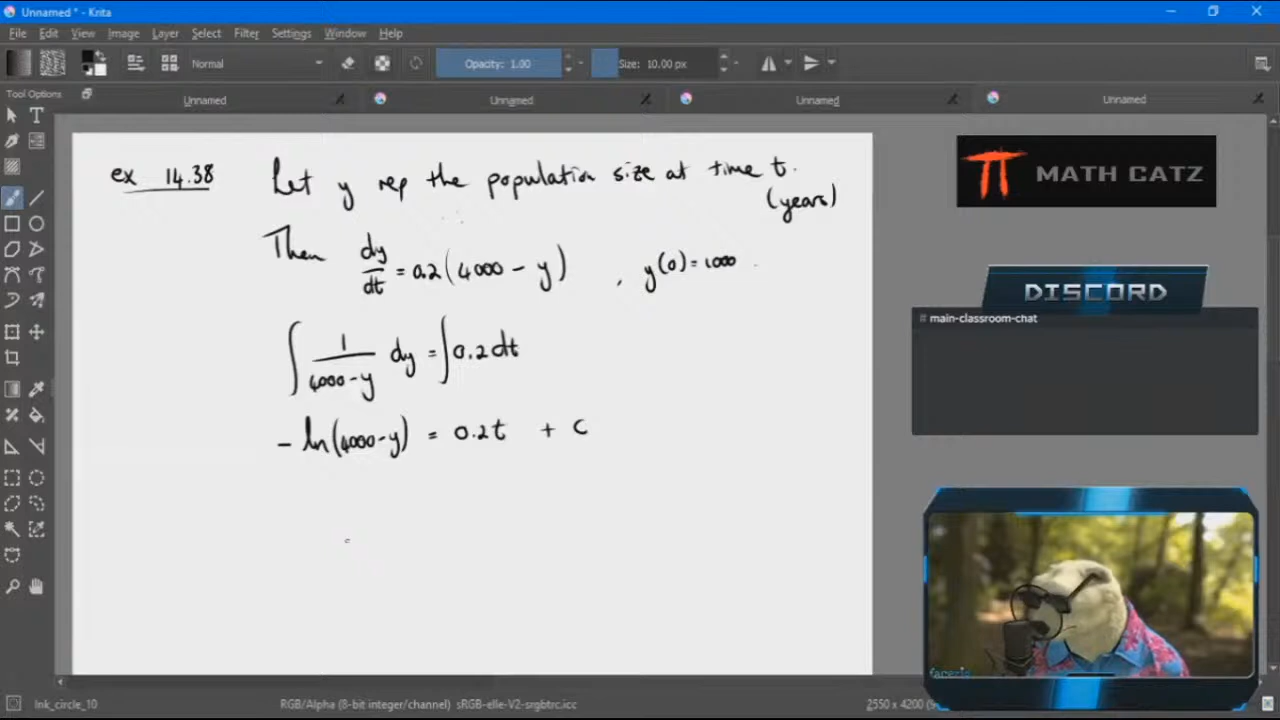 Unnamed * - Krita
File Edit View Image Layer Select Filter Settings Window Help
Normal Opacity: 1.00 Size: 10.00 px
Tool Options
Unnamed Unnamed Unnamed Unnamed
ex 14.38 Let y rep the population size at time t.
(years)
Then dy/dt = 0.2(4000 - y) , y(0) = 1000
∫ 1/(4000-y) dy = ∫ 0.2 dt
- ln(4000-y) = 0.2t + c
MATH CATZ
DISCORD
# main-classroom-chat
facerig
Ink_circle_10
RGB/Alpha (8-bit integer/channel) sRGB-elle-V2-srgbtrc.icc
2550 x 4200